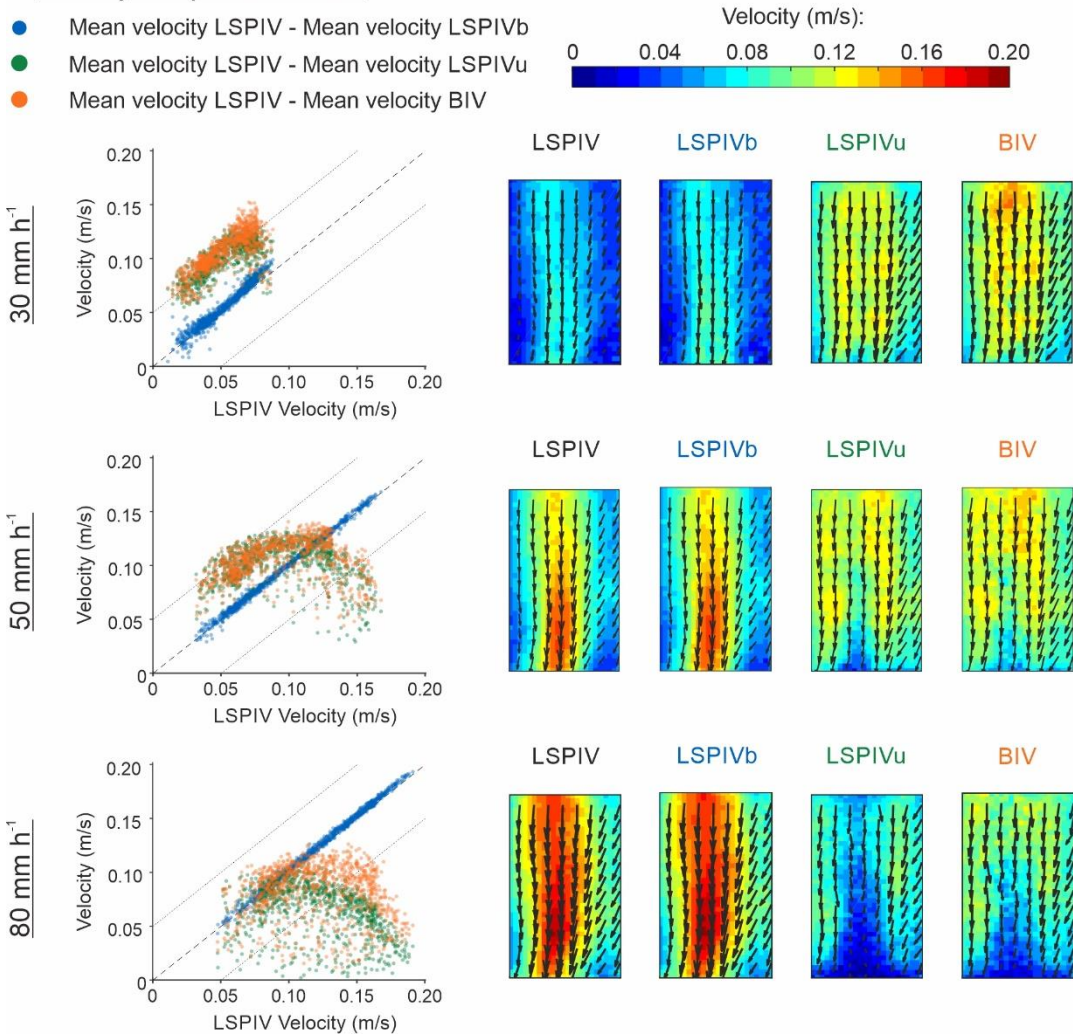 Mean velocity LSPIV - Mean velocity LSPIVb
Mean velocity LSPIV - Mean velocity LSPIVu
Mean velocity LSPIV - Mean velocity BIV
Velocity (m/s):
0 0.04 0.08 0.12 0.16 0.20
30 mm h⁻¹
Velocity (m/s)
0.20
0.15
0.10
0.05
0
0 0.05 0.10 0.15 0.20
LSPIV Velocity (m/s)
LSPIV LSPIVb LSPIVu BIV
50 mm h⁻¹
Velocity (m/s)
0.20
0.15
0.10
0.05
0
0 0.05 0.10 0.15 0.20
LSPIV Velocity (m/s)
LSPIV LSPIVb LSPIVu BIV
80 mm h⁻¹
Velocity (m/s)
0.20
0.15
0.10
0.05
0
0 0.05 0.10 0.15 0.20
LSPIV Velocity (m/s)
LSPIV LSPIVb LSPIVu BIV